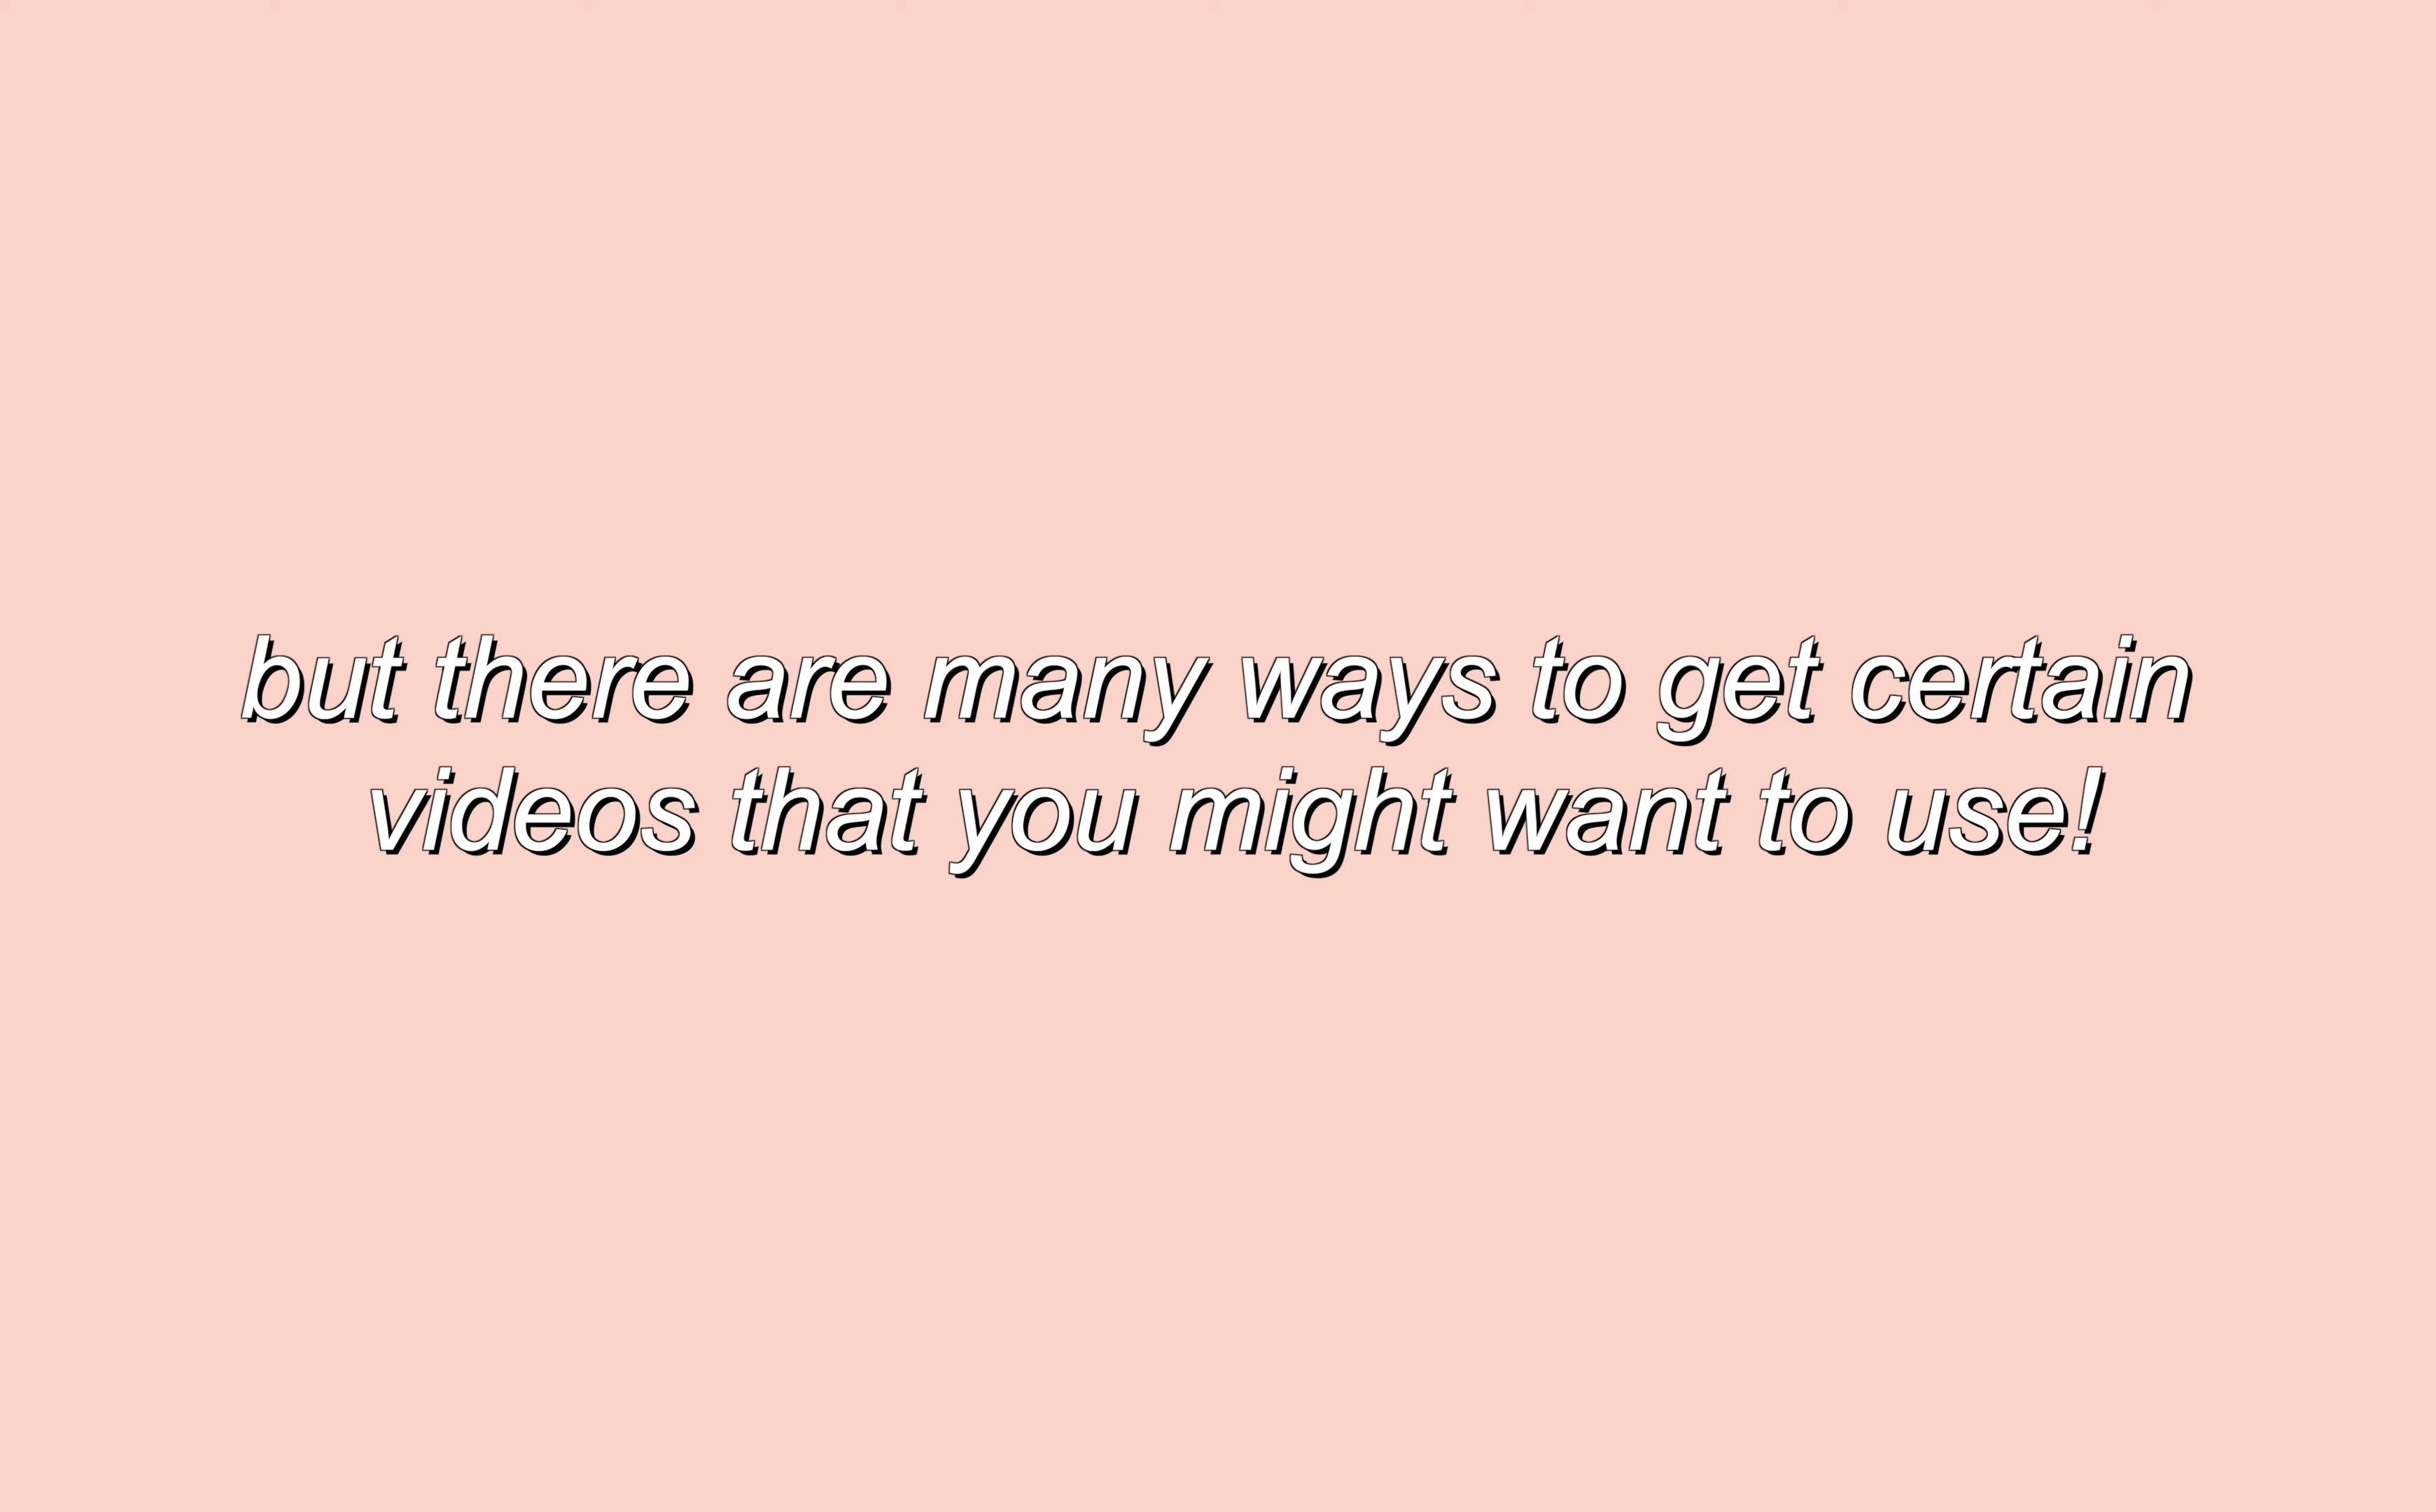 but there are many ways to get certain
videos that you might want to use!